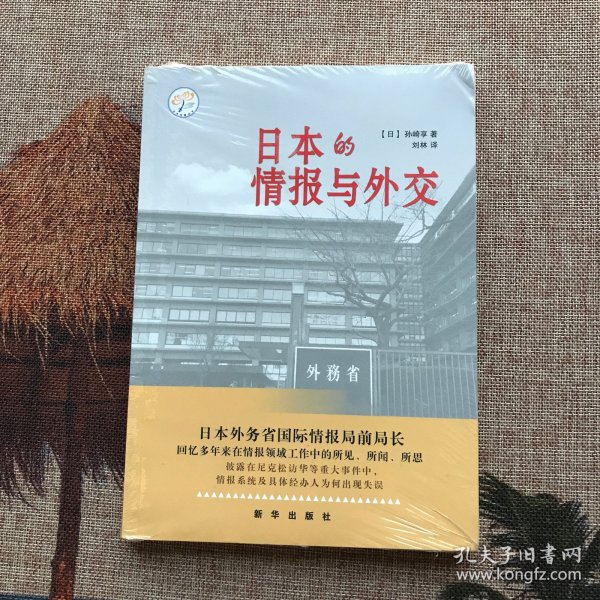 【日】孙崎享 著
刘林 译
日本的
情报与外交
外務省
日本外务省国际情报局前局长
回忆多年来在情报领域工作中的所见、所闻、所思
披露在尼克松访华等重大事件中，
情报系统及具体经办人为何出现失误
新华出版社
孔夫子旧书网
www.kongfz.com